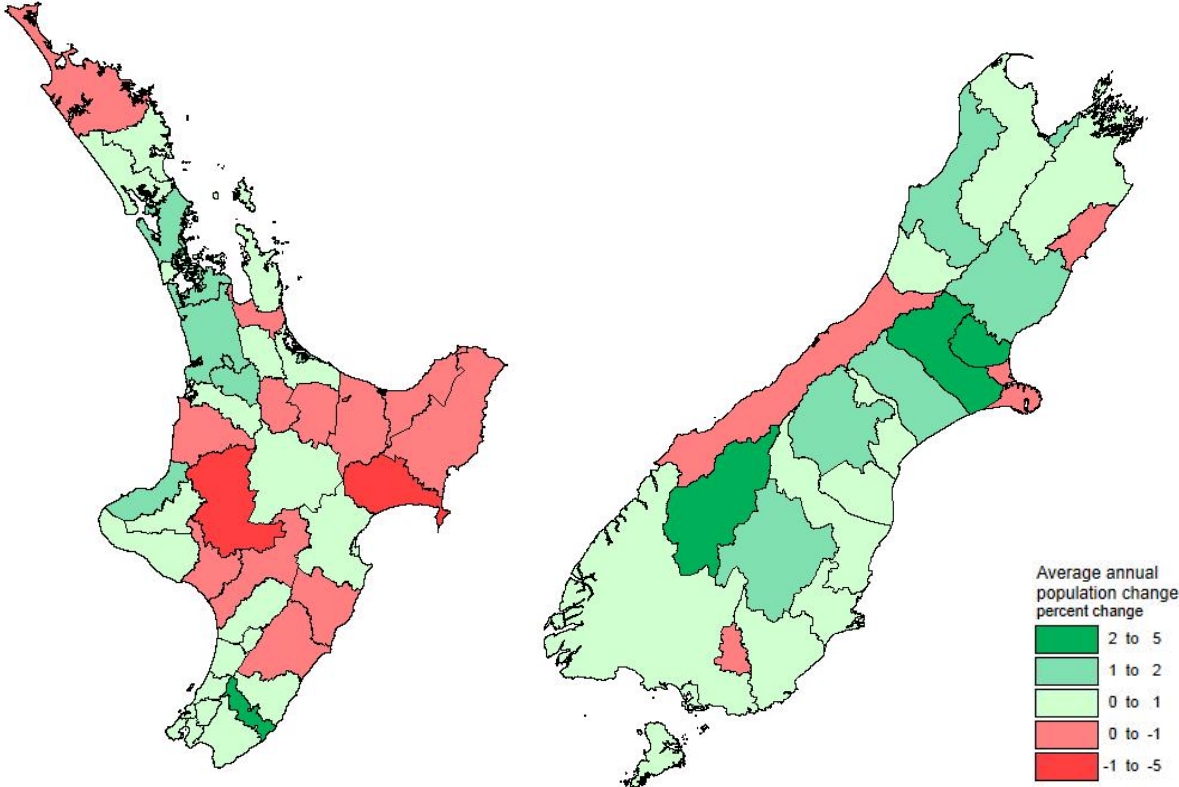 Average annual
population change
percent change
2 to 5
1 to 2
0 to 1
0 to -1
-1 to -5